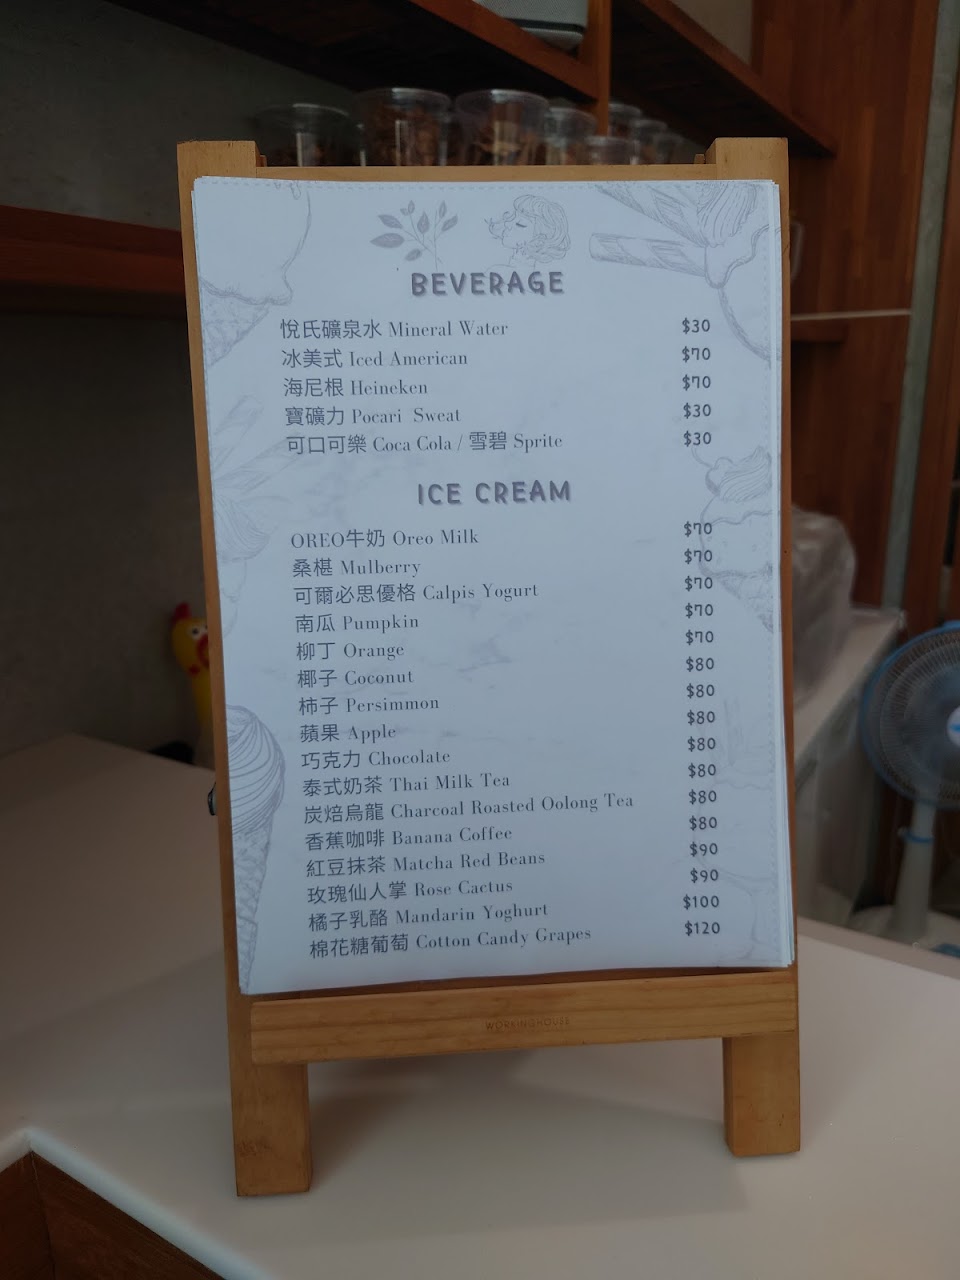 BEVERAGE
悅氏礦泉水 Mineral Water $30
冰美式 Iced American $70
海尼根 Heineken $70
寶礦力 Pocari Sweat $30
可口可樂 Coca Cola / 雪碧 Sprite $30
ICE CREAM
OREO牛奶 Oreo Milk $70
桑椹 Mulberry $70
可爾必思優格 Calpis Yogurt $70
南瓜 Pumpkin $70
柳丁 Orange $70
椰子 Coconut $80
柿子 Persimmon $80
蘋果 Apple $80
巧克力 Chocolate $80
泰式奶茶 Thai Milk Tea $80
炭焙烏龍 Charcoal Roasted Oolong Tea $80
香蕉咖啡 Banana Coffee $80
紅豆抹茶 Matcha Red Beans $90
玫瑰仙人掌 Rose Cactus $90
橘子乳酪 Mandarin Yoghurt $100
棉花糖葡萄 Cotton Candy Grapes $120
WORKINGHOUSE